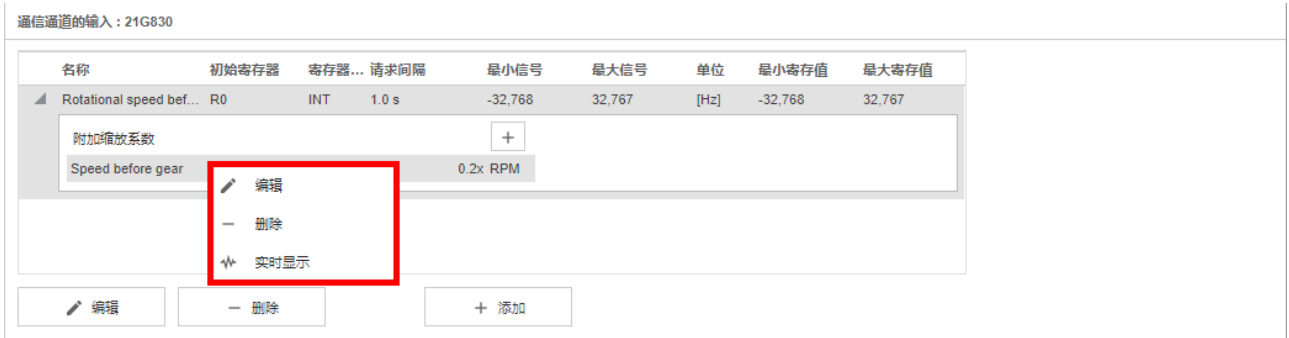 通信通道的输入：21G830
名称 初始寄存器 寄存器... 请求间隔 最小信号 最大信号 单位 最小寄存值 最大寄存值
Rotational speed bef... R0 INT 1.0 s -32,768 32,767 [Hz] -32,768 32,767
附加缩放系数 +
Speed before gear 0.2x RPM
编辑
删除
实时显示
编辑 删除 + 添加